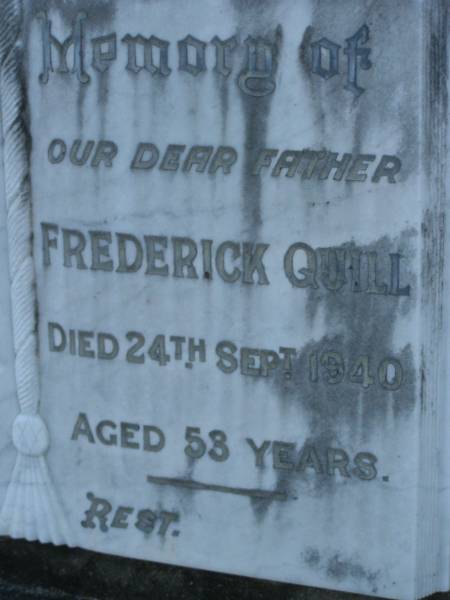 Memory of
OUR DEAR FATHER
FREDERICK QUILL
DIED 24TH SEPT. 1940
AGED 53 YEARS.
REST.